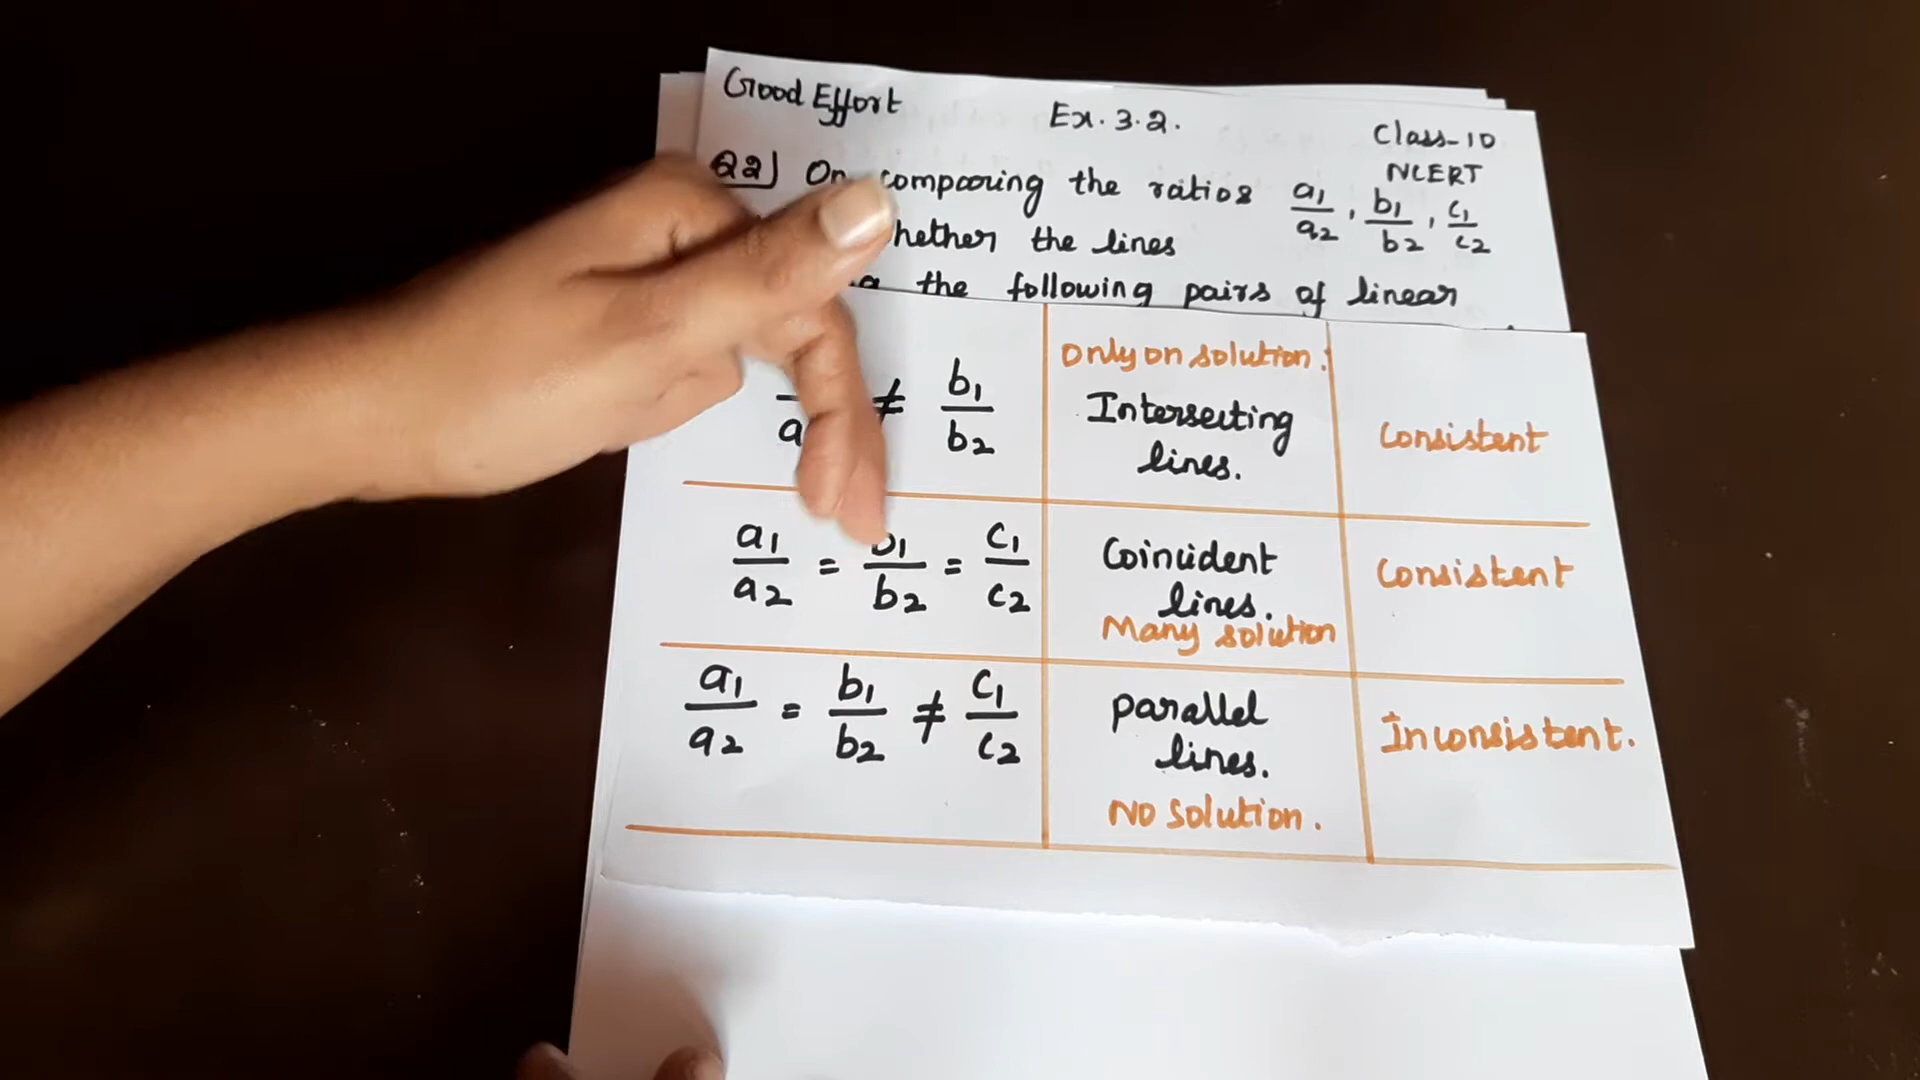 Good Effort
Ex. 3.2.
Class-10
NCERT
Q2) On comparing the ratios a1/a2, b1/b2, c1/c2
the lines
the following pairs of linear
≠ b1/b2
Only on solution.
Intersecting
lines.
Consistent
a1/a2 = b1/b2 = c1/c2
Coincident
lines.
Many solution
Consistent
a1/a2 = b1/b2 ≠ c1/c2
parallel
lines.
No solution.
Inconsistent.